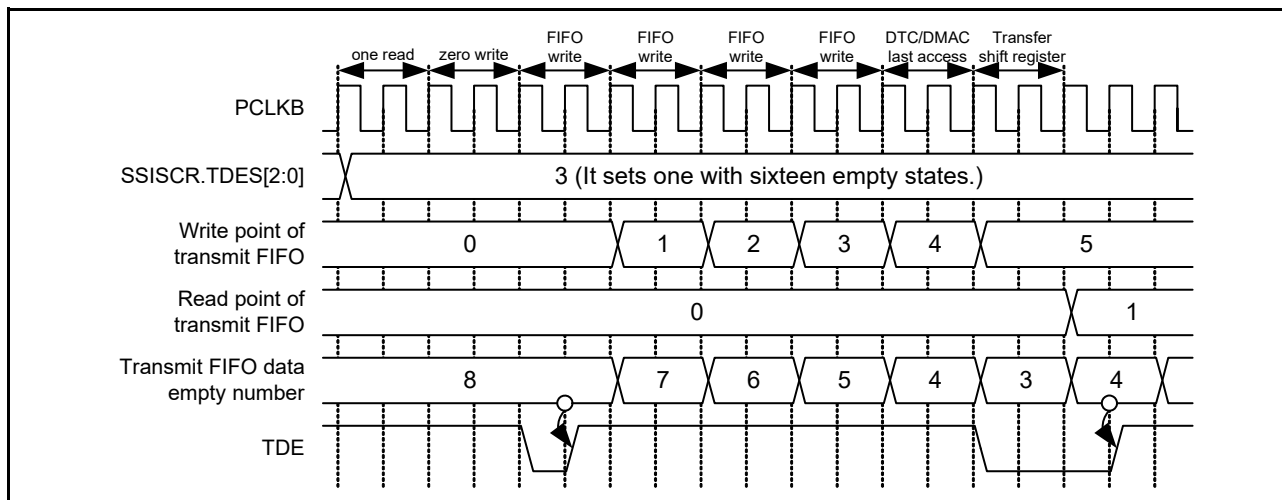 one read
zero write
FIFO
write
FIFO
write
FIFO
write
FIFO
write
DTC/DMAC
last access
Transfer
shift register
PCLKB
SSISCR.TDES[2:0]
3 (It sets one with sixteen empty states.)
Write point of
transmit FIFO
0 1 2 3 4 5
Read point of
transmit FIFO
0 1
Transmit FIFO data
empty number
8 7 6 5 4 3 4
TDE